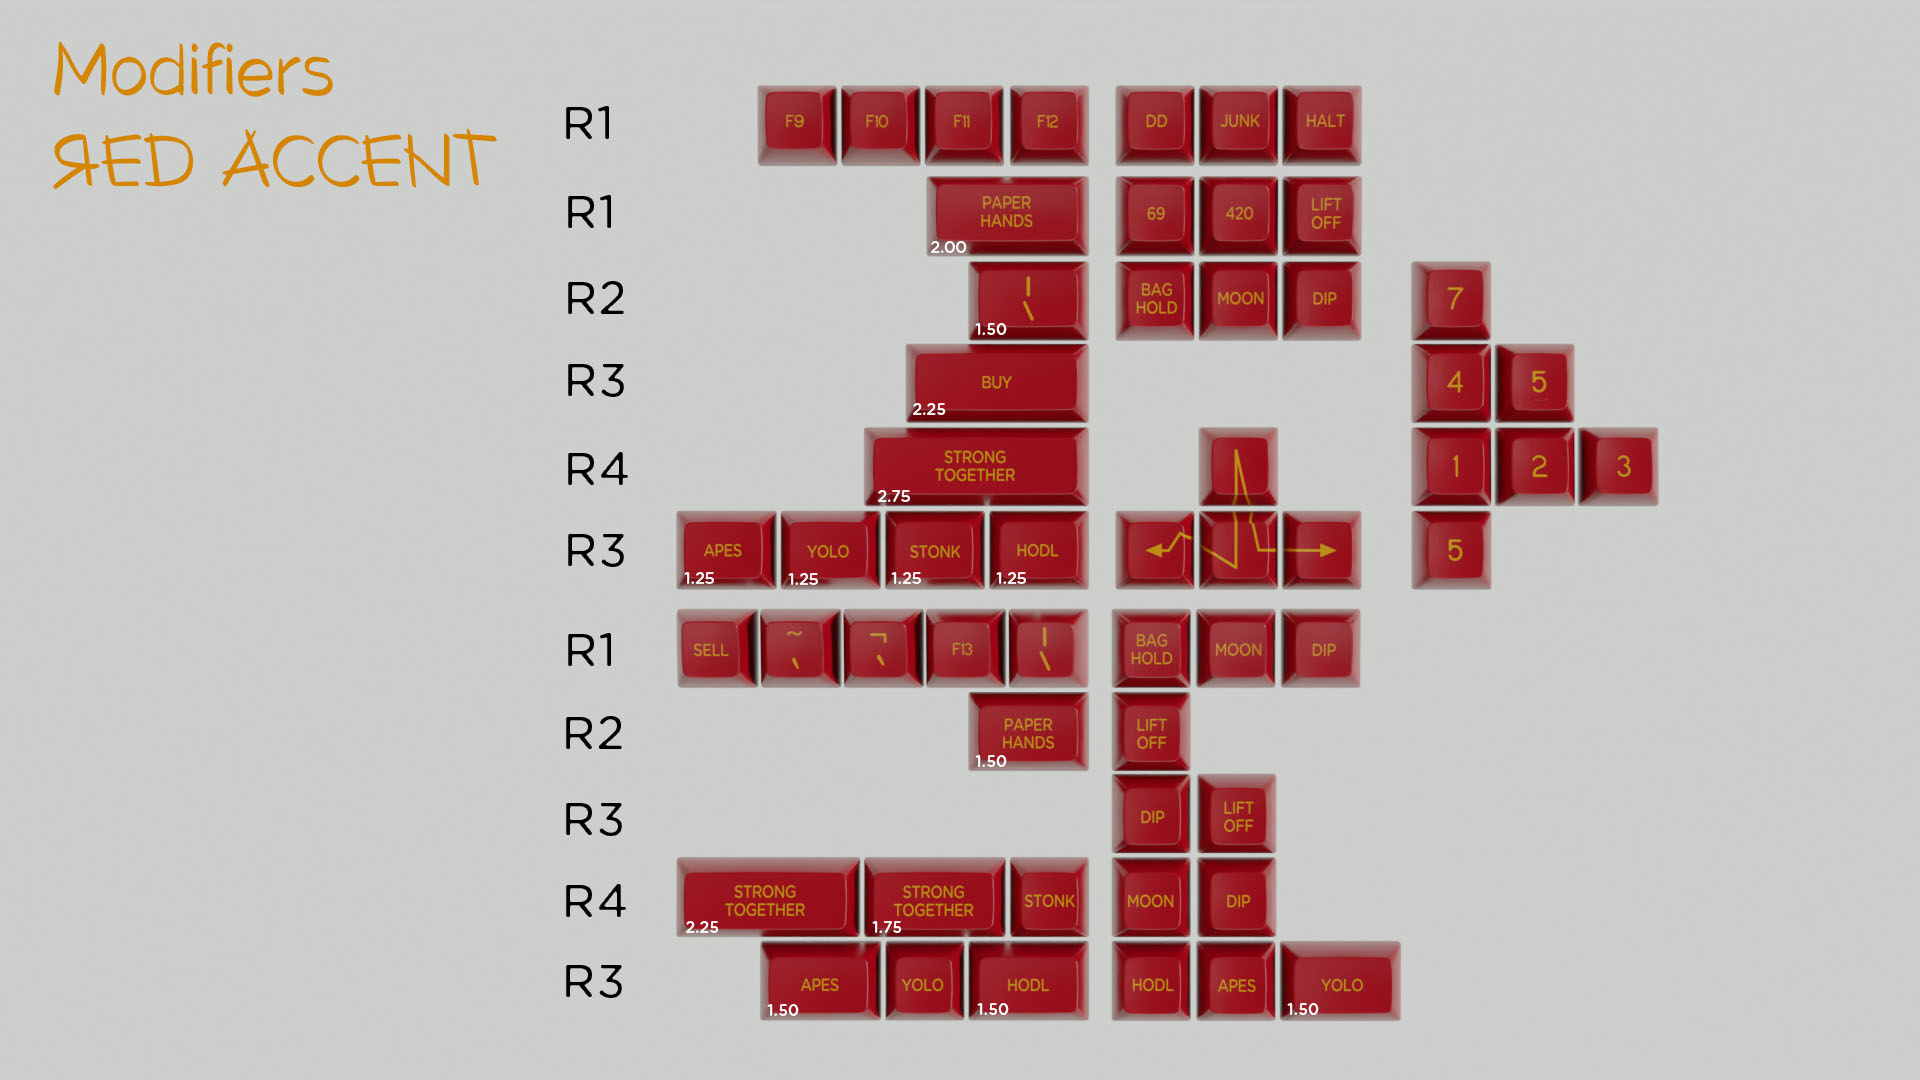 Modifiers
ЯED ACCENT
R1 F9 F10 F11 F12 DD JUNK HALT
R1 PAPER HANDS 2.00 69 420 LIFT OFF
R2 | \ 1.50 BAG HOLD MOON DIP 7
R3 BUY 2.25 4 5
R4 STRONG TOGETHER 2.75 1 2 3
R3 APES 1.25 YOLO 1.25 STONK 1.25 HODL 1.25 5
R1 SELL ~ ` ¬ ` F13 | \ BAG HOLD MOON DIP
R2 PAPER HANDS 1.50 LIFT OFF
R3 DIP LIFT OFF
R4 STRONG TOGETHER 2.25 STRONG TOGETHER 1.75 STONK MOON DIP
R3 APES 1.50 YOLO HODL 1.50 HODL APES YOLO 1.50